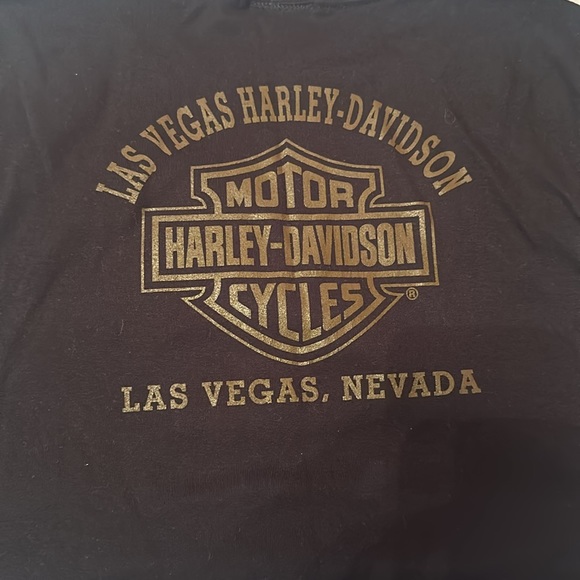 LAS VEGAS HARLEY-DAVIDSON
MOTOR
HARLEY-DAVIDSON
CYCLES
®
LAS VEGAS, NEVADA